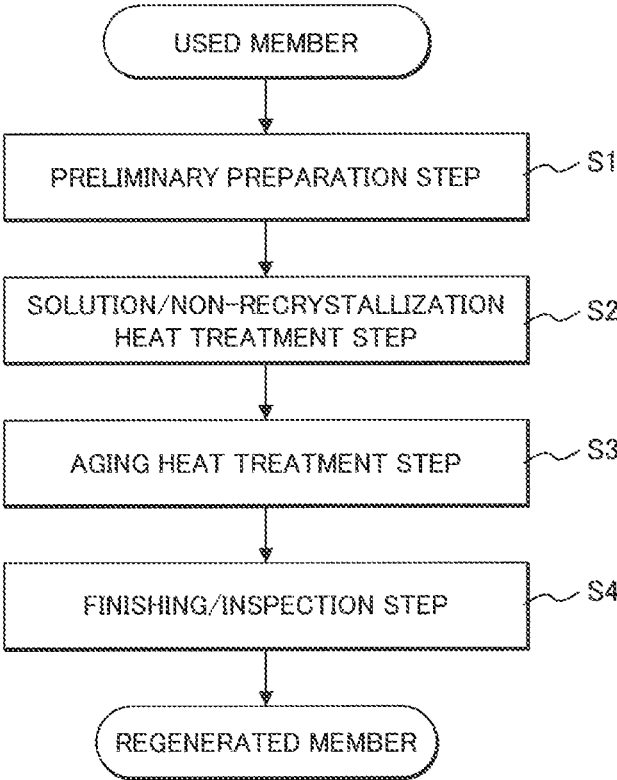 USED MEMBER
PRELIMINARY PREPARATION STEP
S1
SOLUTION/NON-RECRYSTALLIZATION
HEAT TREATMENT STEP
S2
AGING HEAT TREATMENT STEP
S3
FINISHING/INSPECTION STEP
S4
REGENERATED MEMBER